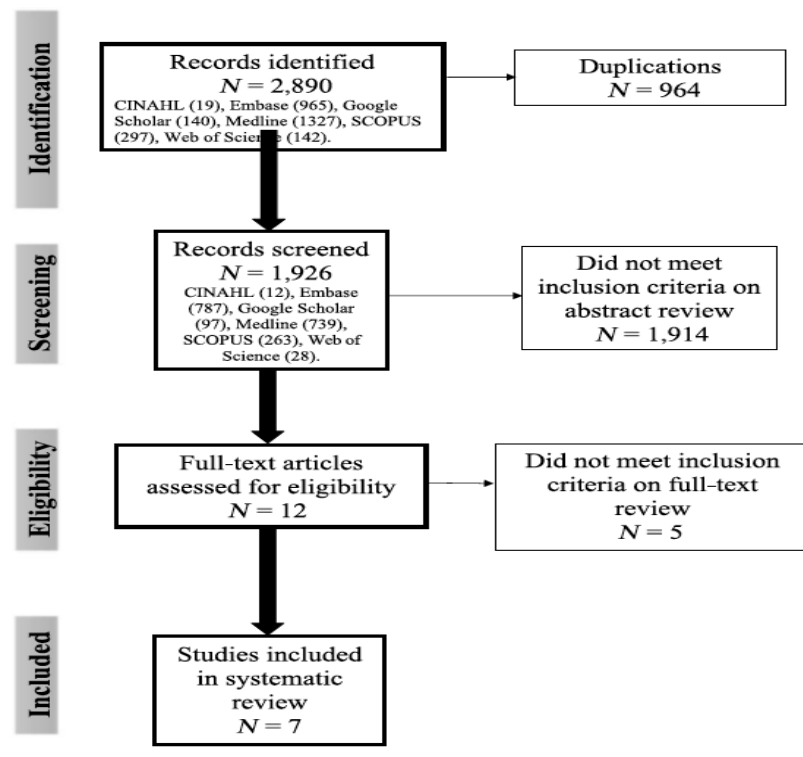 Identification
Records identified
N = 2,890
CINAHL (19), Embase (965), Google
Scholar (140), Medline (1327), SCOPUS
(297), Web of Science (142).
Duplications
N = 964
Screening
Records screened
N = 1,926
CINAHL (12), Embase
(787), Google Scholar
(97), Medline (739),
SCOPUS (263), Web of
Science (28).
Did not meet
inclusion criteria on
abstract review
N = 1,914
Eligibility
Full-text articles
assessed for eligibility
N = 12
Did not meet inclusion
criteria on full-text
review
N = 5
Included
Studies included
in systematic
review
N = 7